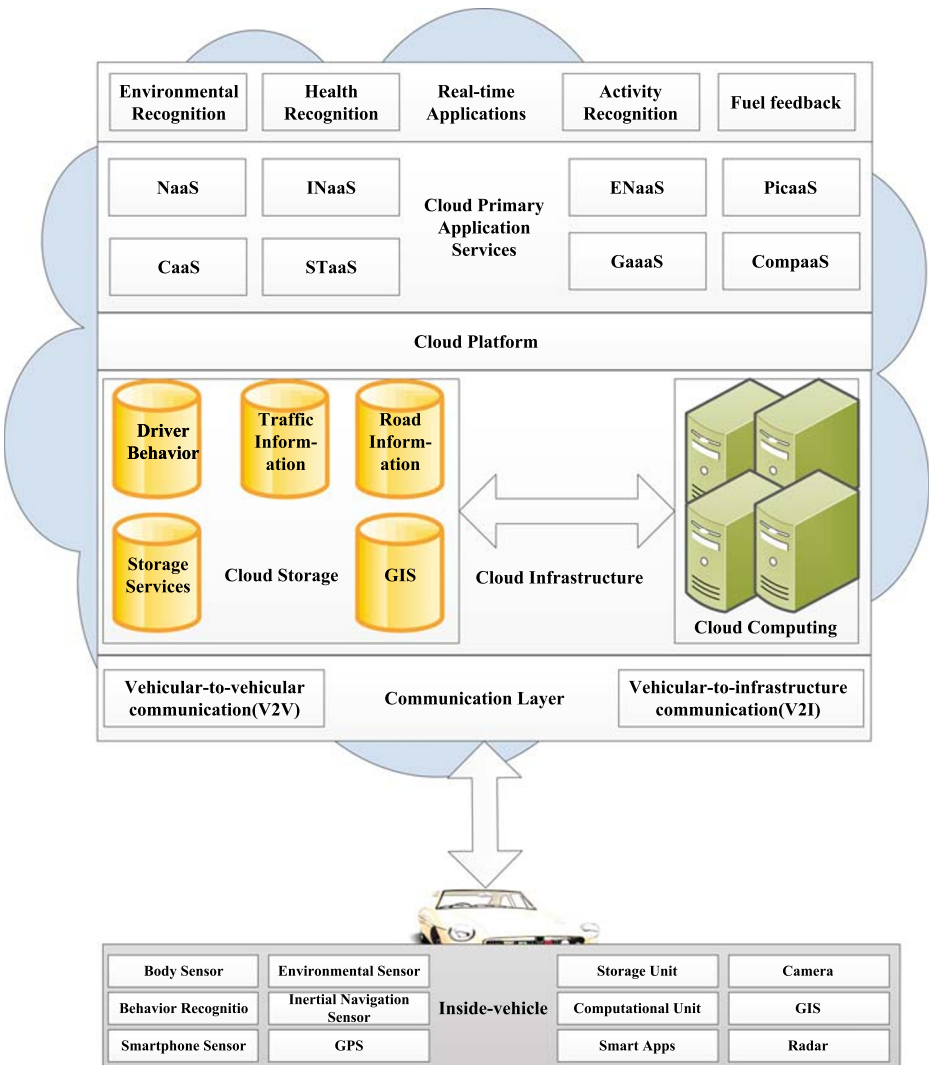 Environmental
Recognition
Health
Recognition
Real-time
Applications
Activity
Recognition
Fuel feedback
NaaS
INaaS
ENaaS
PicaaS
Cloud Primary
Application
Services
CaaS
STaaS
GaaaS
CompaaS
Cloud Platform
Driver
Behavior
Traffic
Inform-
ation
Road
Inform-
ation
Storage
Services
Cloud Storage
GIS
Cloud Infrastructure
Cloud Computing
Vehicular-to-vehicular
communication(V2V)
Communication Layer
Vehicular-to-infrastructure
communication(V2I)
Body Sensor
Environmental Sensor
Storage Unit
Camera
Behavior Recognitio
Inertial Navigation
Sensor
Inside-vehicle
Computational Unit
GIS
Smartphone Sensor
GPS
Smart Apps
Radar